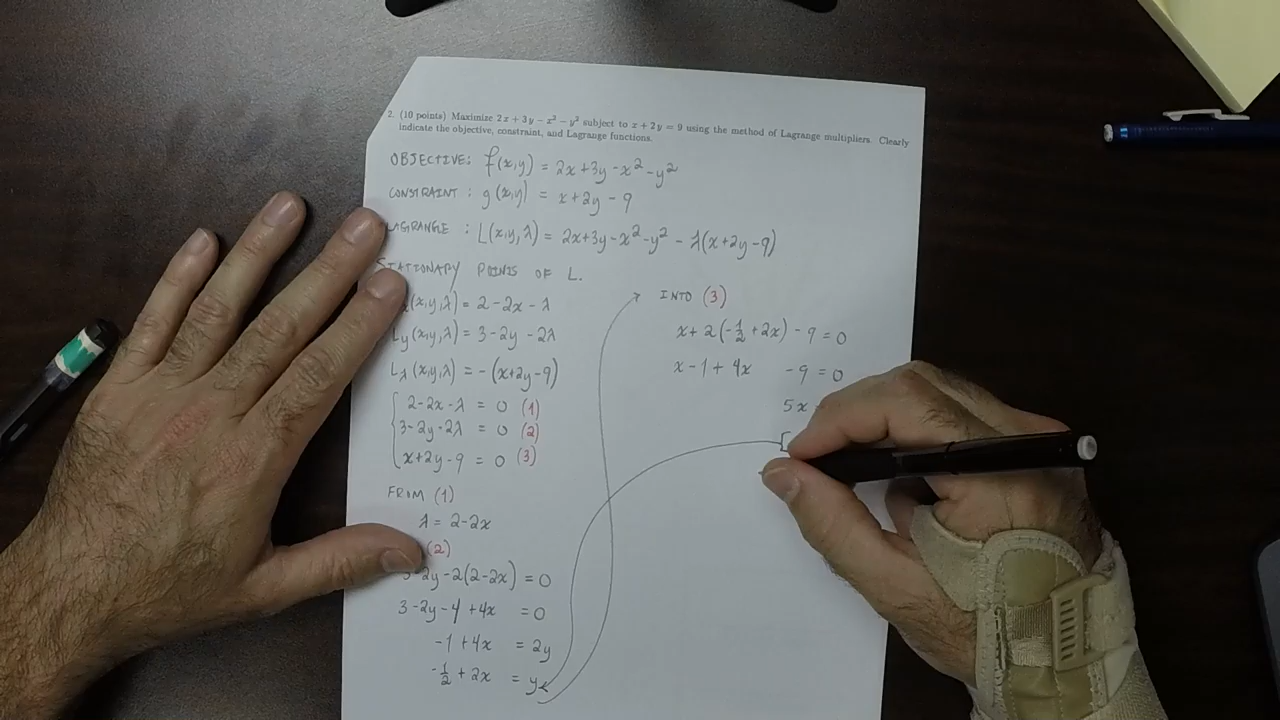 2. (10 points) Maximize 2x + 3y − x² − y² subject to x + 2y = 9 using the method of Lagrange multipliers. Clearly
indicate the objective, constraint, and Lagrange functions.
OBJECTIVE: f(x,y) = 2x+3y-x²-y²
CONSTRAINT: g(x,y) = x+2y-9
LAGRANGE: L(x,y,λ) = 2x+3y-x²-y² - λ(x+2y-9)
STATIONARY POINTS OF L.
(x,y,λ) = 2-2x-λ
Ly(x,y,λ) = 3-2y-2λ
Lλ(x,y,λ) = -(x+2y-9)
2-2x-λ = 0 (1)
3-2y-2λ = 0 (2)
x+2y-9 = 0 (3)
FROM (1)
λ = 2-2x
(2)
3-2y-2(2-2x) = 0
3-2y-4+4x = 0
-1+4x = 2y
-1/2+2x = y
INTO (3)
x+2(-1/2+2x)-9=0
x-1+4x -9=0
5x